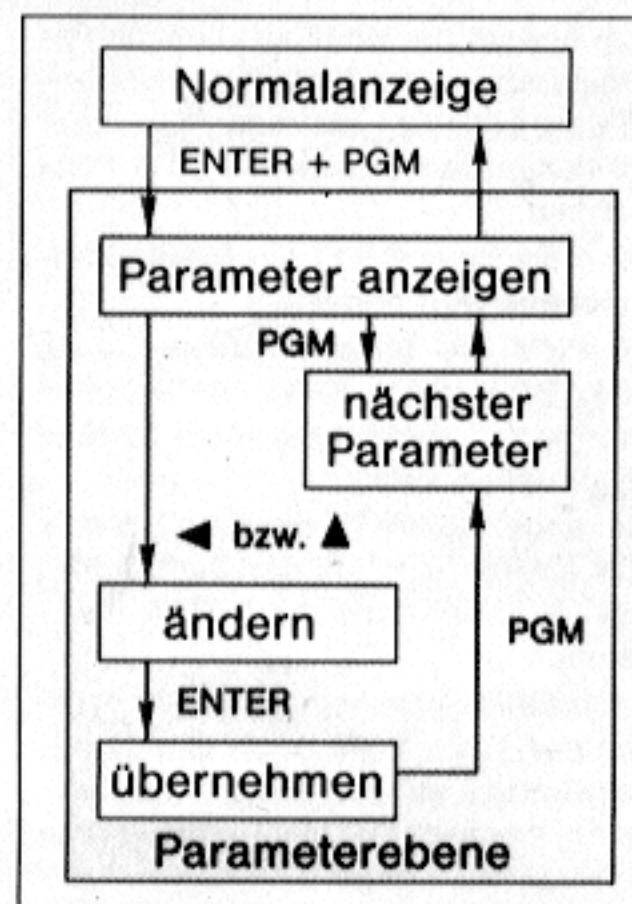 Normalanzeige
ENTER + PGM
Parameter anzeigen
PGM
nächster
Parameter
◄ bzw. ▲
ändern
PGM
ENTER
übernehmen
Parameterebene